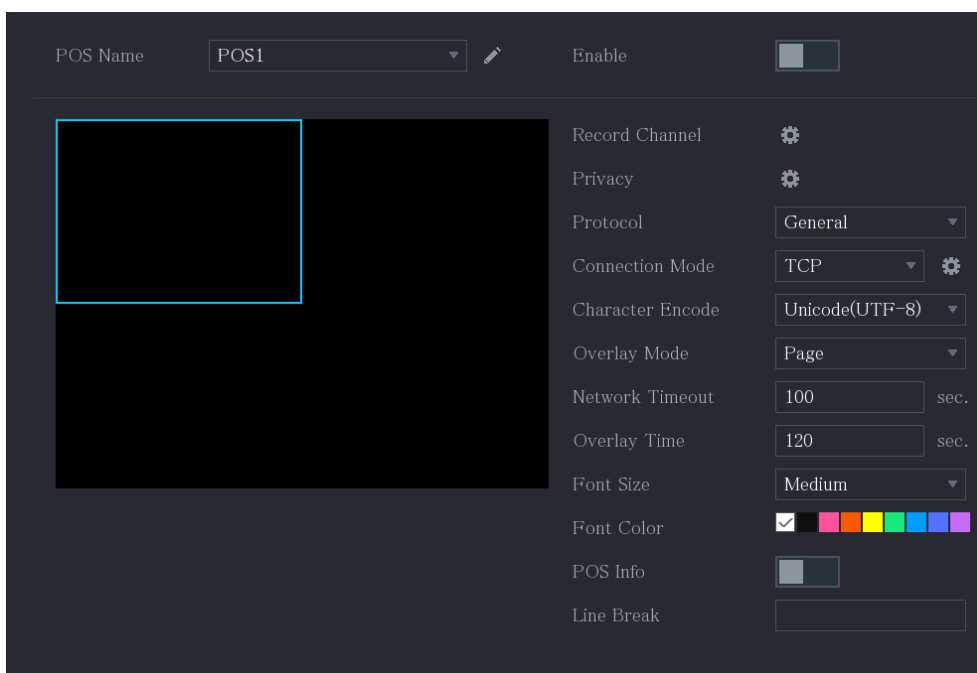 POS Name POS1 Enable
Record Channel
Privacy
Protocol General
Connection Mode TCP
Character Encode Unicode(UTF-8)
Overlay Mode Page
Network Timeout 100 sec.
Overlay Time 120 sec.
Font Size Medium
Font Color
POS Info
Line Break